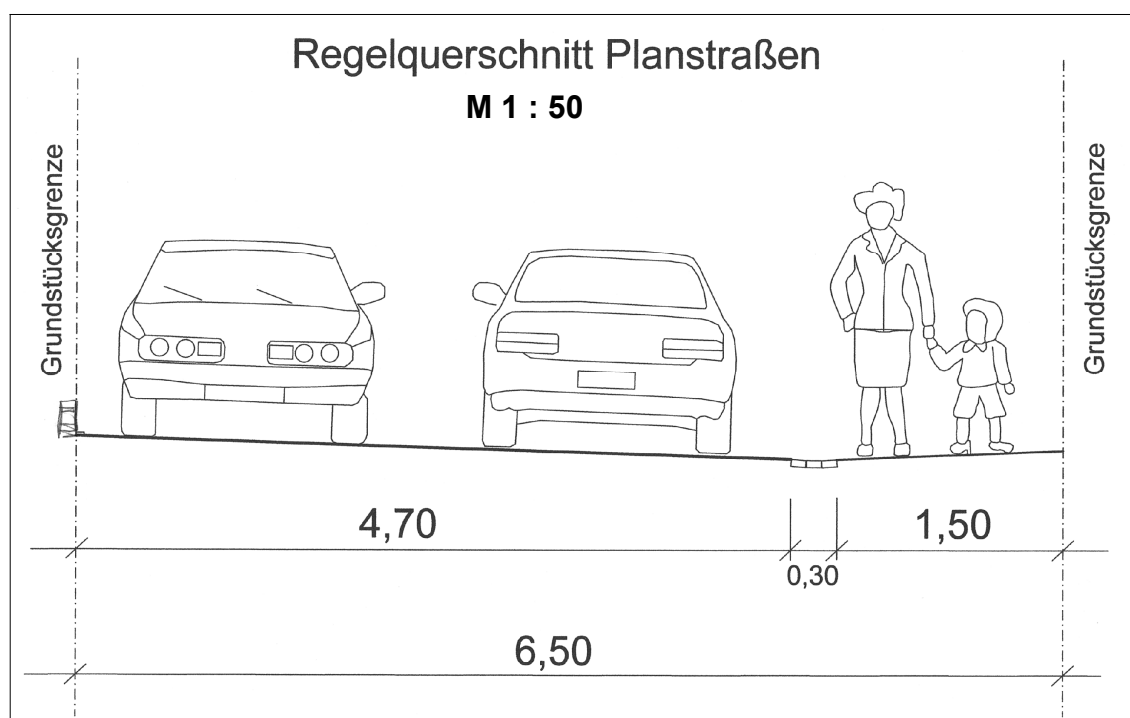 Regelquerschnitt Planstraßen
M 1 : 50
Grundstücksgrenze
Grundstücksgrenze
4,70
1,50
0,30
6,50